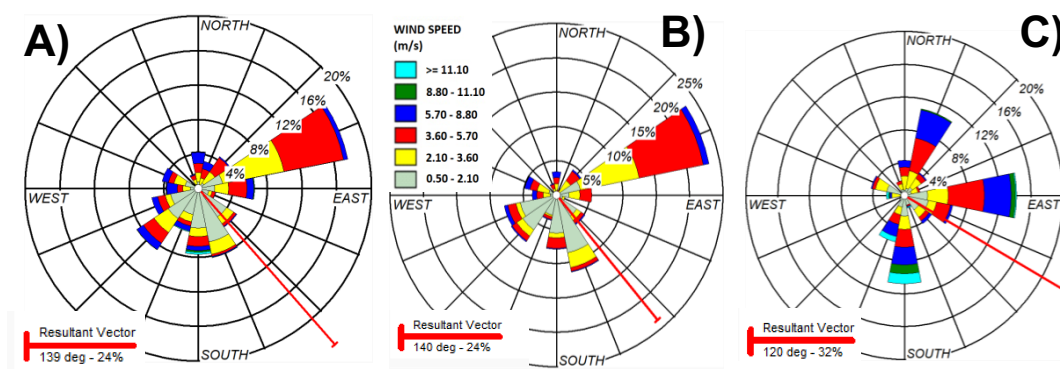 A)
NORTH
20%
16%
12%
8%
4%
WEST
EAST
SOUTH
Resultant Vector
139 deg - 24%
WIND SPEED
(m/s)
>= 11.10
8.80 - 11.10
5.70 - 8.80
3.60 - 5.70
2.10 - 3.60
0.50 - 2.10
B)
NORTH
25%
20%
15%
10%
5%
WEST
EAST
SOUTH
Resultant Vector
140 deg - 24%
C)
NORTH
20%
16%
12%
8%
4%
WEST
EAST
SOUTH
Resultant Vector
120 deg - 32%